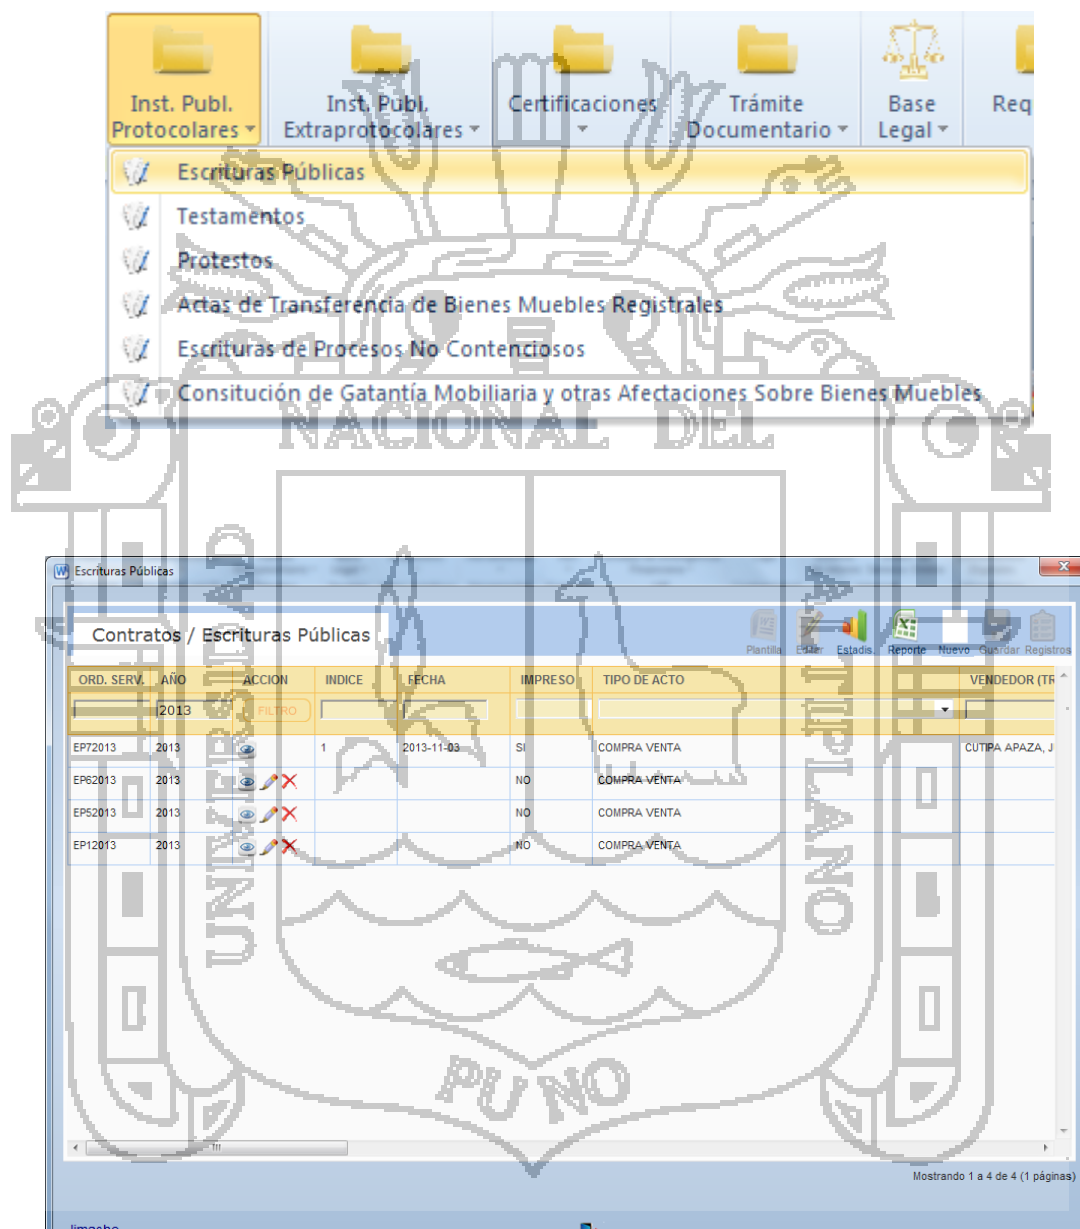 Inst. Publ. Protocolares
Inst. Publ. Extraprotocolares
Certificaciones
Trámite Documentario
Base Legal
Req
Escrituras Públicas
Testamentos
Protestos
Actas de Transferencia de Bienes Muebles Registrales
Escrituras de Procesos No Contenciosos
Consitución de Gatantía Mobiliaria y otras Afectaciones Sobre Bienes Muebles
NACIONAL DEL
UNIVERSIDAD
ALTIPLANO
PUNO
Escrituras Públicas
Contratos / Escrituras Públicas
Plantilla Editar Estadis. Reporte Nuevo Guardar Registros
ORD. SERV. AÑO ACCION INDICE FECHA IMPRESO TIPO DE ACTO VENDEDOR (TR
2013 FILTRO
EP72013 2013 1 2013-11-03 SI COMPRA VENTA CUTIPA APAZA, J
EP62013 2013 NO COMPRA VENTA
EP52013 2013 NO COMPRA VENTA
EP12013 2013 NO COMPRA VENTA
Mostrando 1 a 4 de 4 (1 páginas)